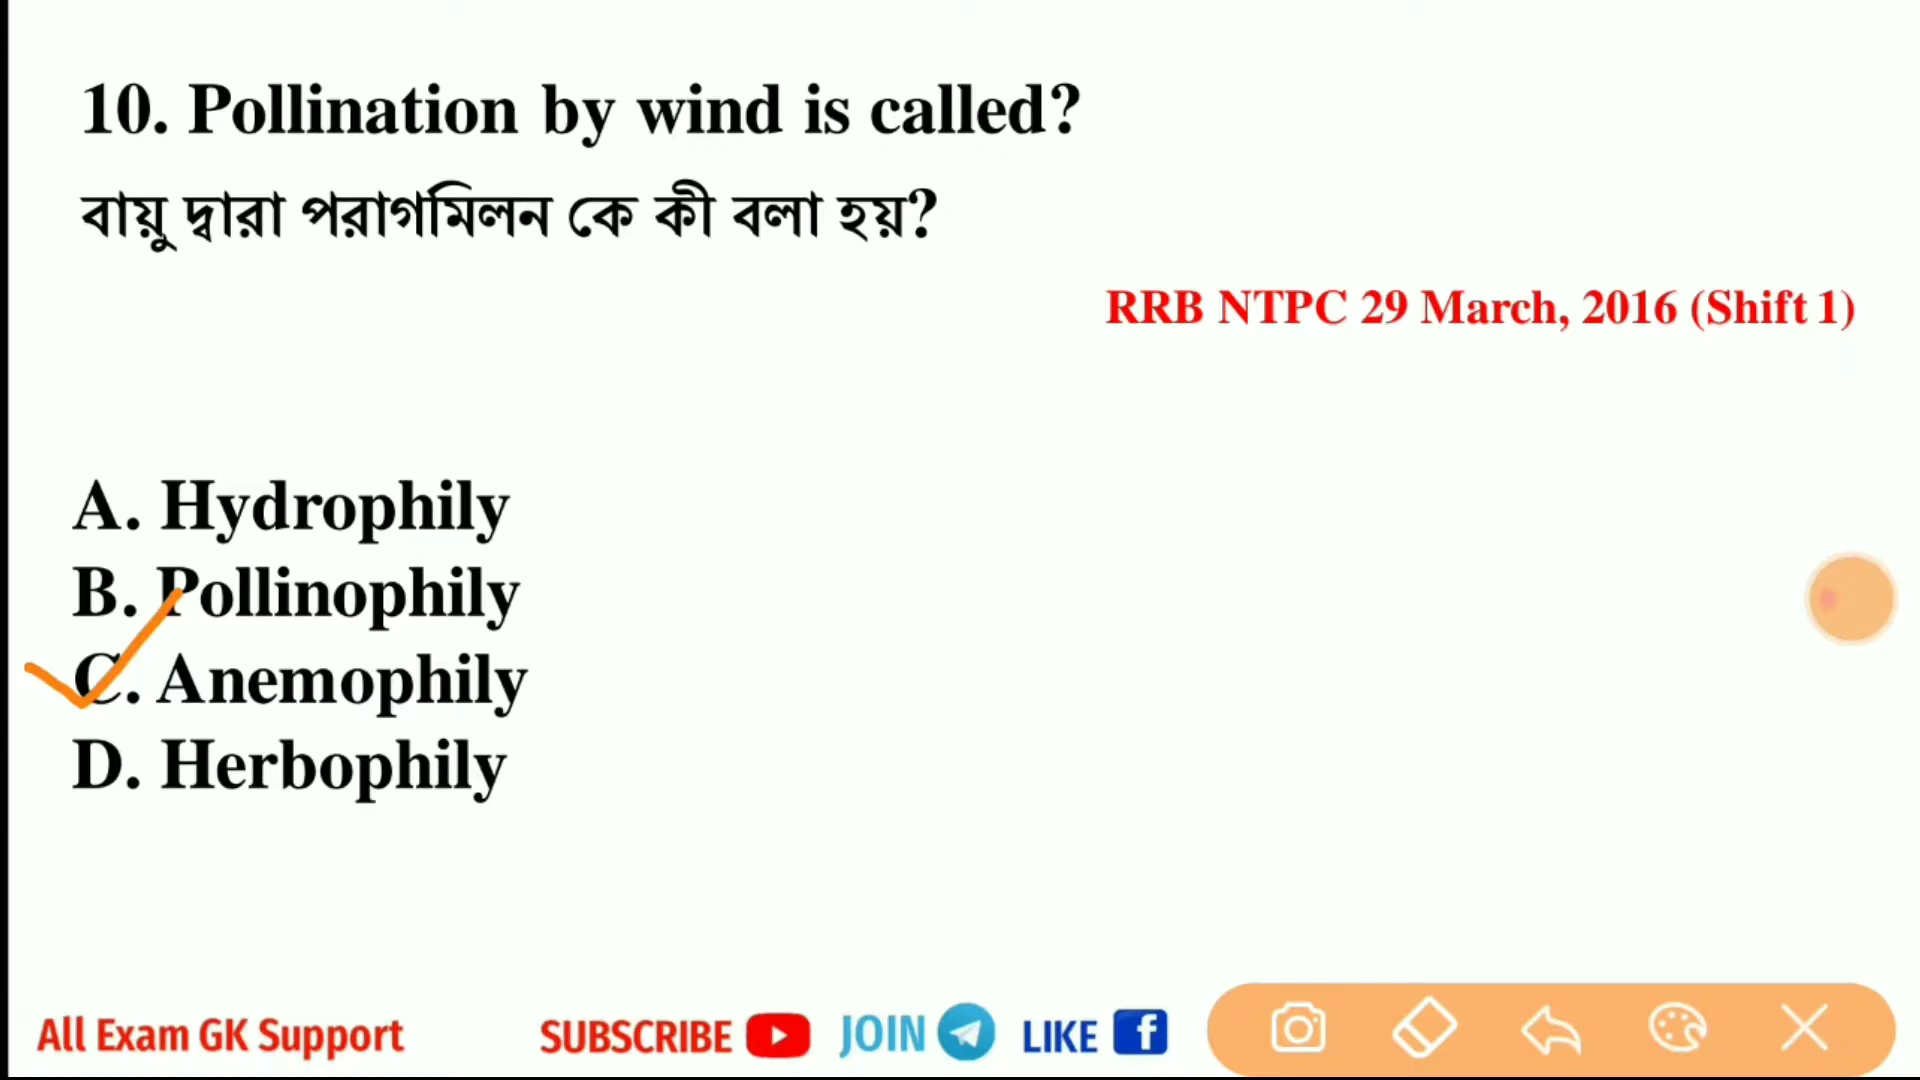 10. Pollination by wind is called?
বায়ু দ্বারা পরাগমিলন কে কী বলা হয়?
RRB NTPC 29 March, 2016 (Shift 1)
A. Hydrophily
B. Pollinophily
C. Anemophily
D. Herbophily
All Exam GK Support SUBSCRIBE JOIN LIKE f